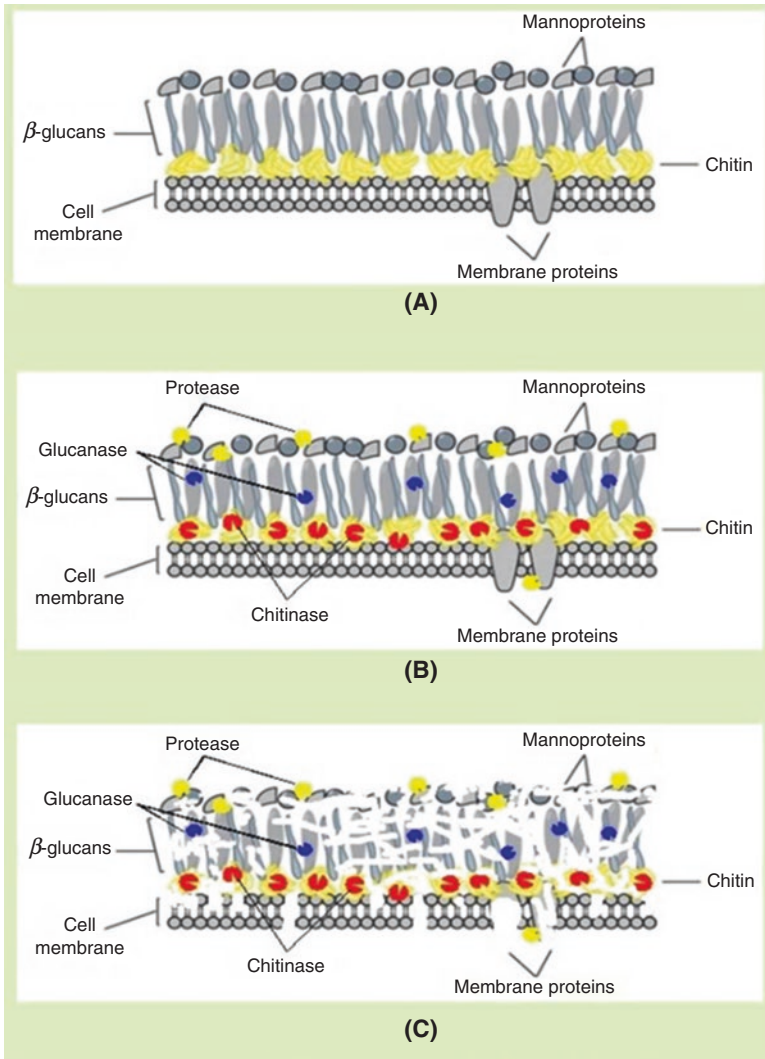 Mannoproteins
β-glucans
Chitin
Cell
membrane
Membrane proteins
(A)
Protease
Mannoproteins
Glucanase
β-glucans
Chitin
Cell
membrane
Chitinase
Membrane proteins
(B)
Protease
Mannoproteins
Glucanase
β-glucans
Chitin
Cell
membrane
Chitinase
Membrane proteins
(C)